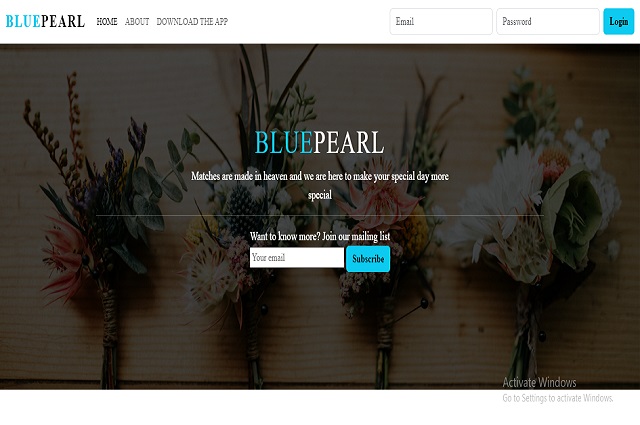 BLUEPEARL HOME ABOUT DOWNLOAD THE APP Email Password Login
BLUEPEARL
Matches are made in heaven and we are here to make your special day more
special
Want to know more? Join our mailing list
Your email Subscribe
Activate Windows
Go to Settings to activate Windows.